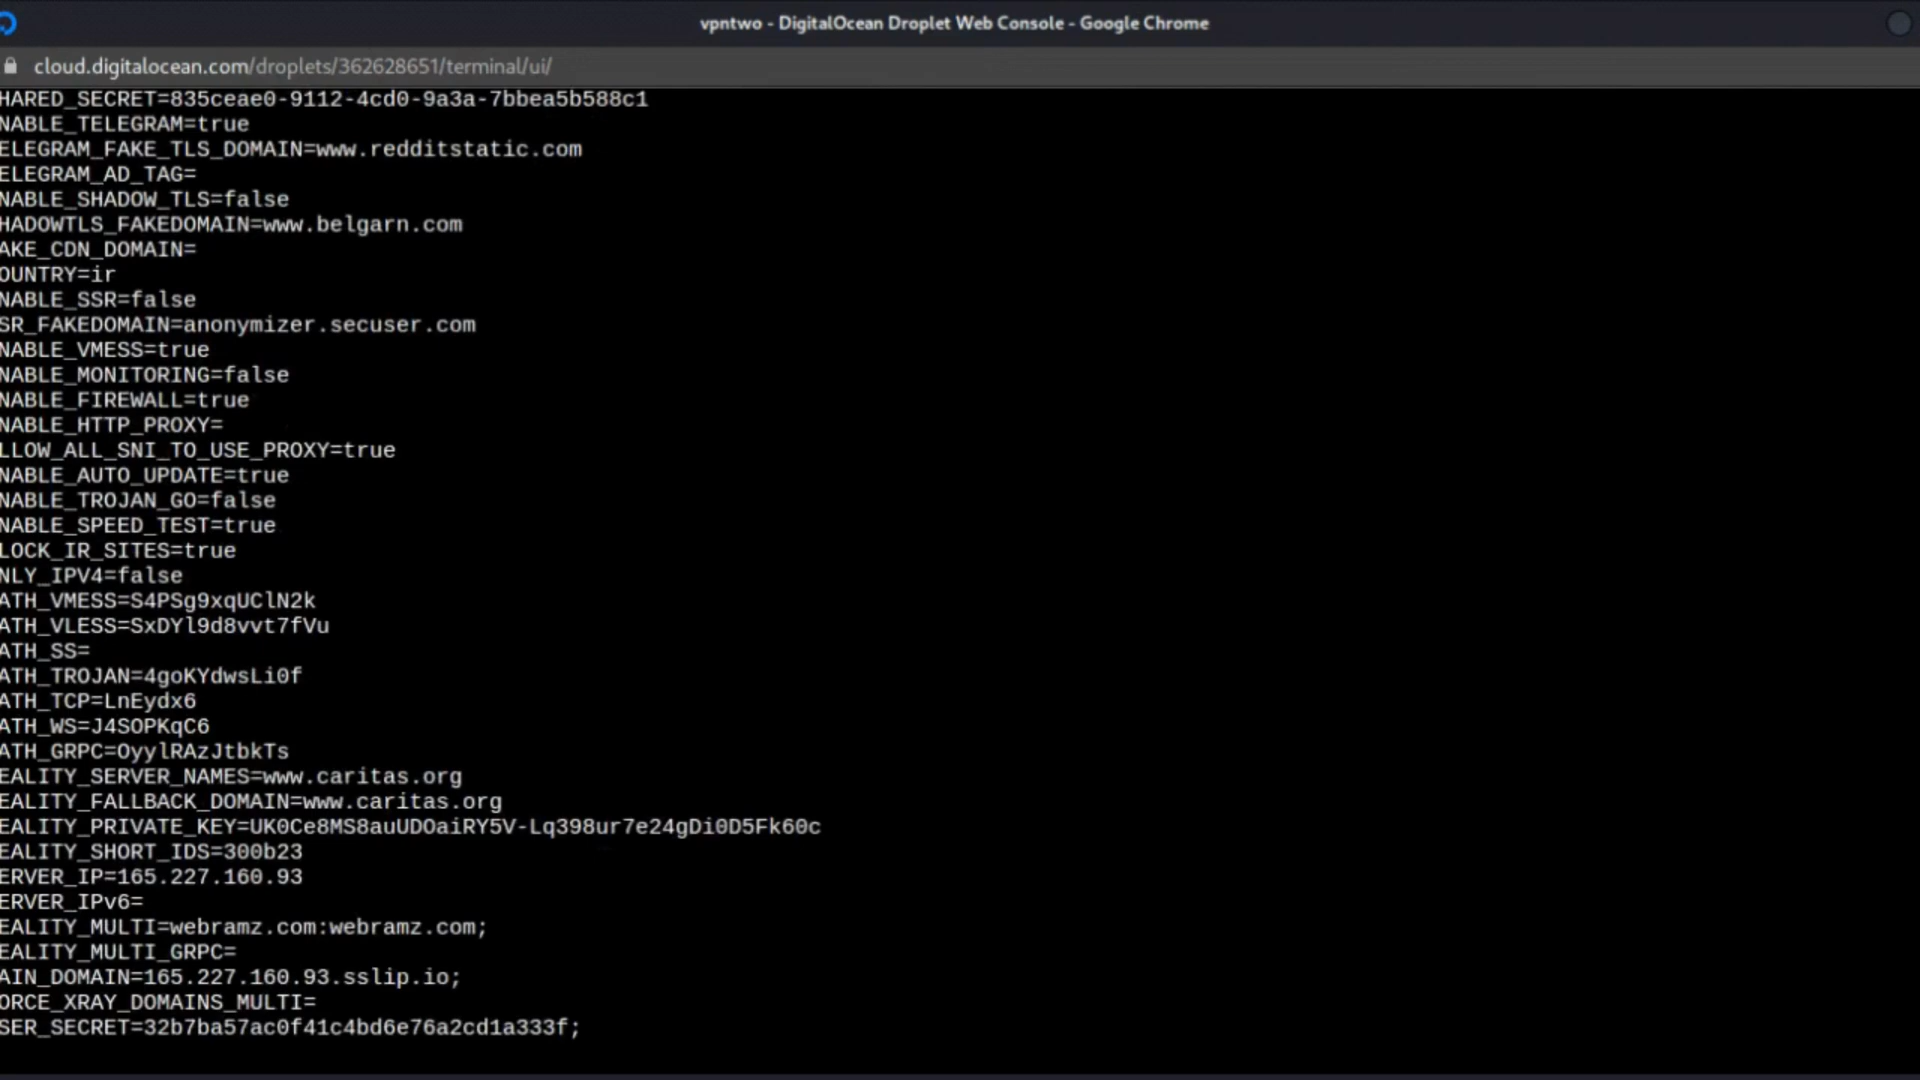 vpntwo - DigitalOcean Droplet Web Console - Google Chrome
cloud.digitalocean.com/droplets/362628651/terminal/ui/
HARED_SECRET=835ceae0-9112-4cd0-9a3a-7bbea5b588c1
NABLE_TELEGRAM=true
ELEGRAM_FAKE_TLS_DOMAIN=www.redditstatic.com
ELEGRAM_AD_TAG=
NABLE_SHADOW_TLS=false
HADOWTLS_FAKEDOMAIN=www.belgarn.com
AKE_CDN_DOMAIN=
OUNTRY=ir
NABLE_SSR=false
SR_FAKEDOMAIN=anonymizer.secuser.com
NABLE_VMESS=true
NABLE_MONITORING=false
NABLE_FIREWALL=true
NABLE_HTTP_PROXY=
LLOW_ALL_SNI_TO_USE_PROXY=true
NABLE_AUTO_UPDATE=true
NABLE_TROJAN_GO=false
NABLE_SPEED_TEST=true
LOCK_IR_SITES=true
NLY_IPV4=false
ATH_VMESS=S4PSg9xqUClN2k
ATH_VLESS=SxDYl9d8vvt7fVu
ATH_SS=
ATH_TROJAN=4goKYdwsLi0f
ATH_TCP=LnEydx6
ATH_WS=J4SOPKqC6
ATH_GRPC=OyylRAzJtbkTs
EALITY_SERVER_NAMES=www.caritas.org
EALITY_FALLBACK_DOMAIN=www.caritas.org
EALITY_PRIVATE_KEY=UK0Ce8MS8auUDOaiRY5V-Lq398ur7e24gDi0D5Fk60c
EALITY_SHORT_IDS=300b23
ERVER_IP=165.227.160.93
ERVER_IPv6=
EALITY_MULTI=webramz.com:webramz.com;
EALITY_MULTI_GRPC=
AIN_DOMAIN=165.227.160.93.sslip.io;
ORCE_XRAY_DOMAINS_MULTI=
SER_SECRET=32b7ba57ac0f41c4bd6e76a2cd1a333f;